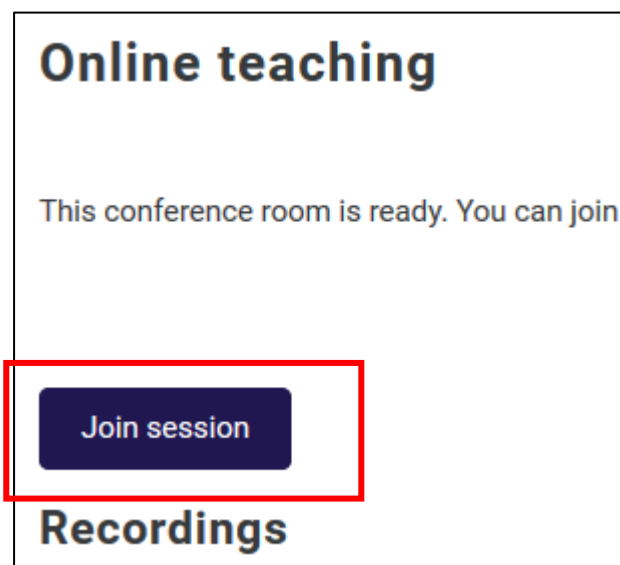 Online teaching
This conference room is ready. You can join
Join session
Recordings